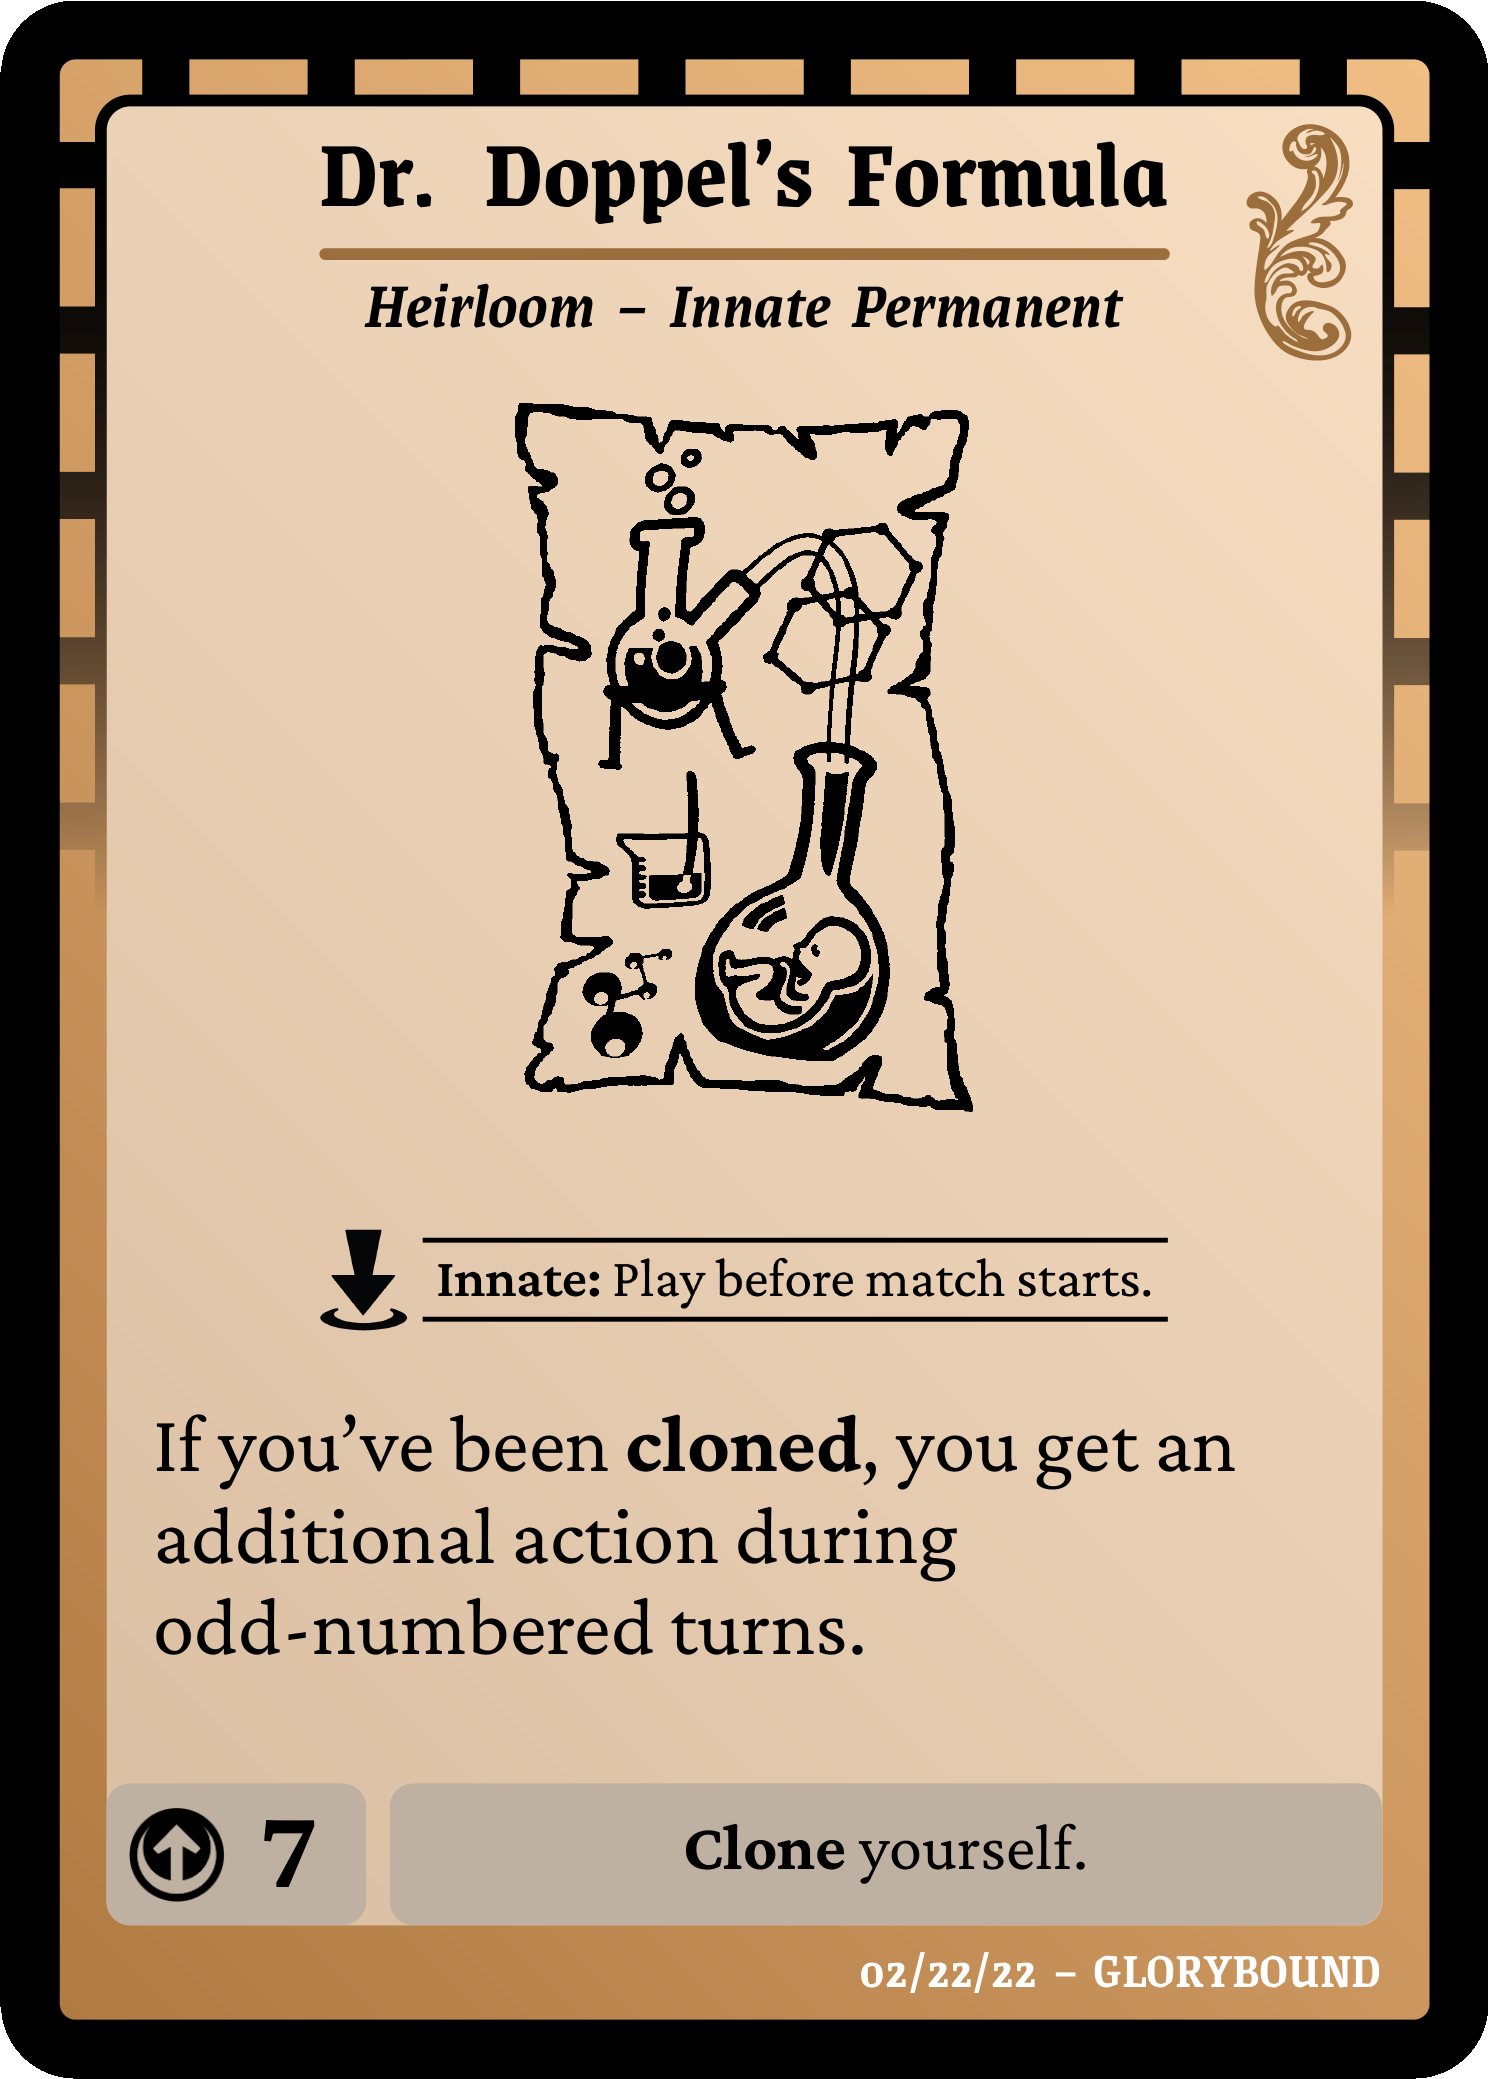 Dr. Doppel’s Formula
Heirloom – Innate Permanent
Innate: Play before match starts.
If you’ve been cloned, you get an
additional action during
odd-numbered turns.
7
Clone yourself.
02/22/22 – GLORYBOUND